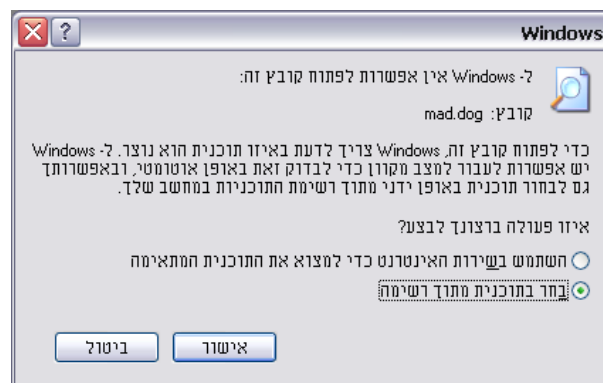 Windows
ל- Windows אין אפשרות לפתוח קובץ זה:
קובץ: mad.dog
כדי לפתוח קובץ זה, Windows צריך לדעת באיזו תוכנית הוא נוצר. ל- Windows
יש אפשרות לעבור למצב מקוון כדי לבדוק זאת באופן אוטומטי, ובאפשרותך
גם לבחור תוכנית באופן ידני מתוך רשימת התוכניות במחשב שלך.
איזו פעולה ברצונך לבצע?
השתמש בשירות האינטרנט כדי למצוא את התוכנית המתאימה
בחר בתוכנית מתוך רשימה
אישור
ביטול